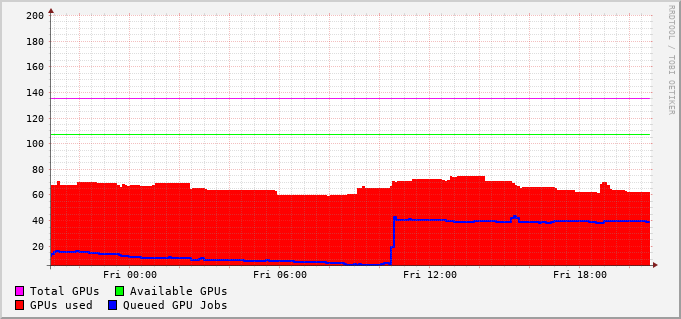 200
180
160
140
120
100
80
60
40
20
Fri 00:00 Fri 06:00 Fri 12:00 Fri 18:00
Total GPUs Available GPUs
GPUs used Queued GPU Jobs
RRDTOOL / TOBI OETIKER